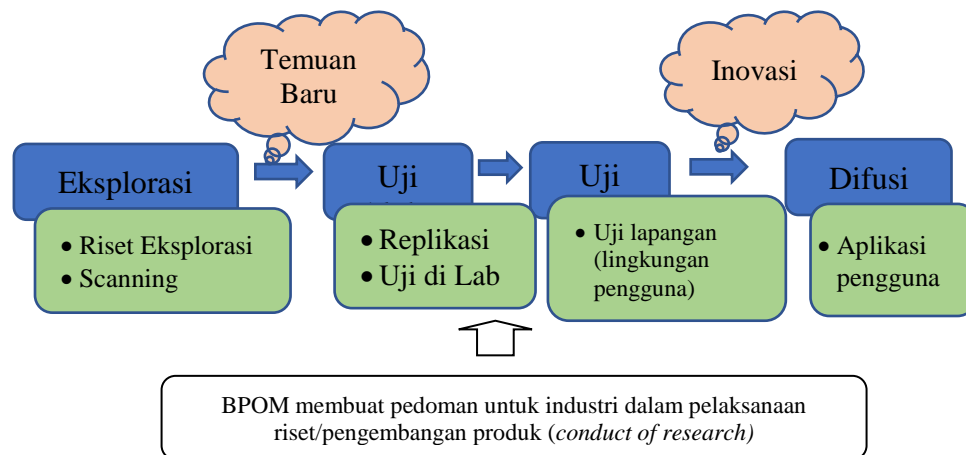 Temuan
Baru
Inovasi
Eksplorasi
Uji
Uji
Difusi
• Riset Eksplorasi
• Scanning
• Replikasi
• Uji di Lab
• Uji lapangan
(lingkungan
pengguna)
• Aplikasi
pengguna
BPOM membuat pedoman untuk industri dalam pelaksanaan
riset/pengembangan produk (conduct of research)